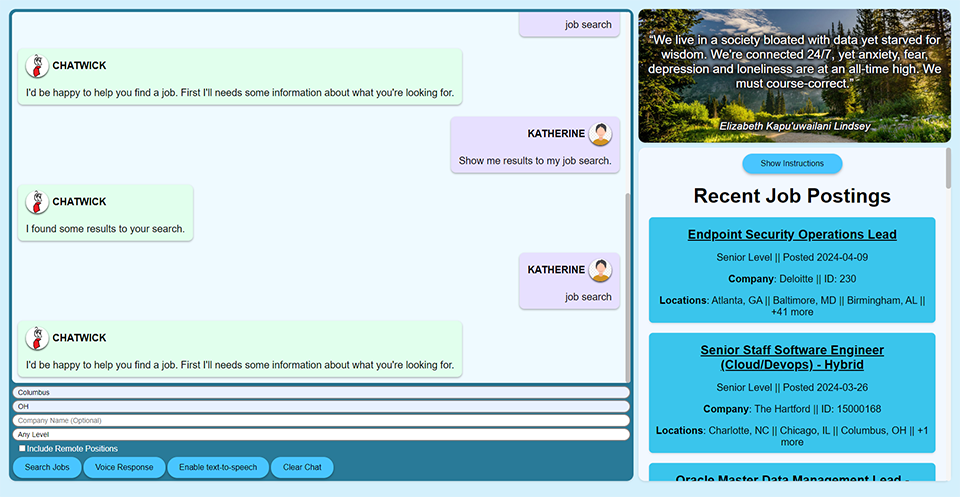 job search
CHATWICK
I'd be happy to help you find a job. First I'll needs some information about what you're looking for.
KATHERINE
Show me results to my job search.
CHATWICK
I found some results to your search.
KATHERINE
job search
CHATWICK
I'd be happy to help you find a job. First I'll needs some information about what you're looking for.
Columbus
OH
Company Name (Optional)
Any Level
Include Remote Positions
Search Jobs
Voice Response
Enable text-to-speech
Clear Chat
"We live in a society bloated with data yet starved for
wisdom. We're connected 24/7, yet anxiety, fear,
depression and loneliness are at an all-time high. We
must course-correct."
Elizabeth Kapu'uwailani Lindsey
Show Instructions
Recent Job Postings
Endpoint Security Operations Lead
Senior Level || Posted 2024-04-09
Company: Deloitte || ID: 230
Locations: Atlanta, GA || Baltimore, MD || Birmingham, AL ||
+41 more
Senior Staff Software Engineer
(Cloud/Devops) - Hybrid
Senior Level || Posted 2024-03-26
Company: The Hartford || ID: 15000168
Locations: Charlotte, NC || Chicago, IL || Columbus, OH || +1
more
Oracle Master Data Management Lead -